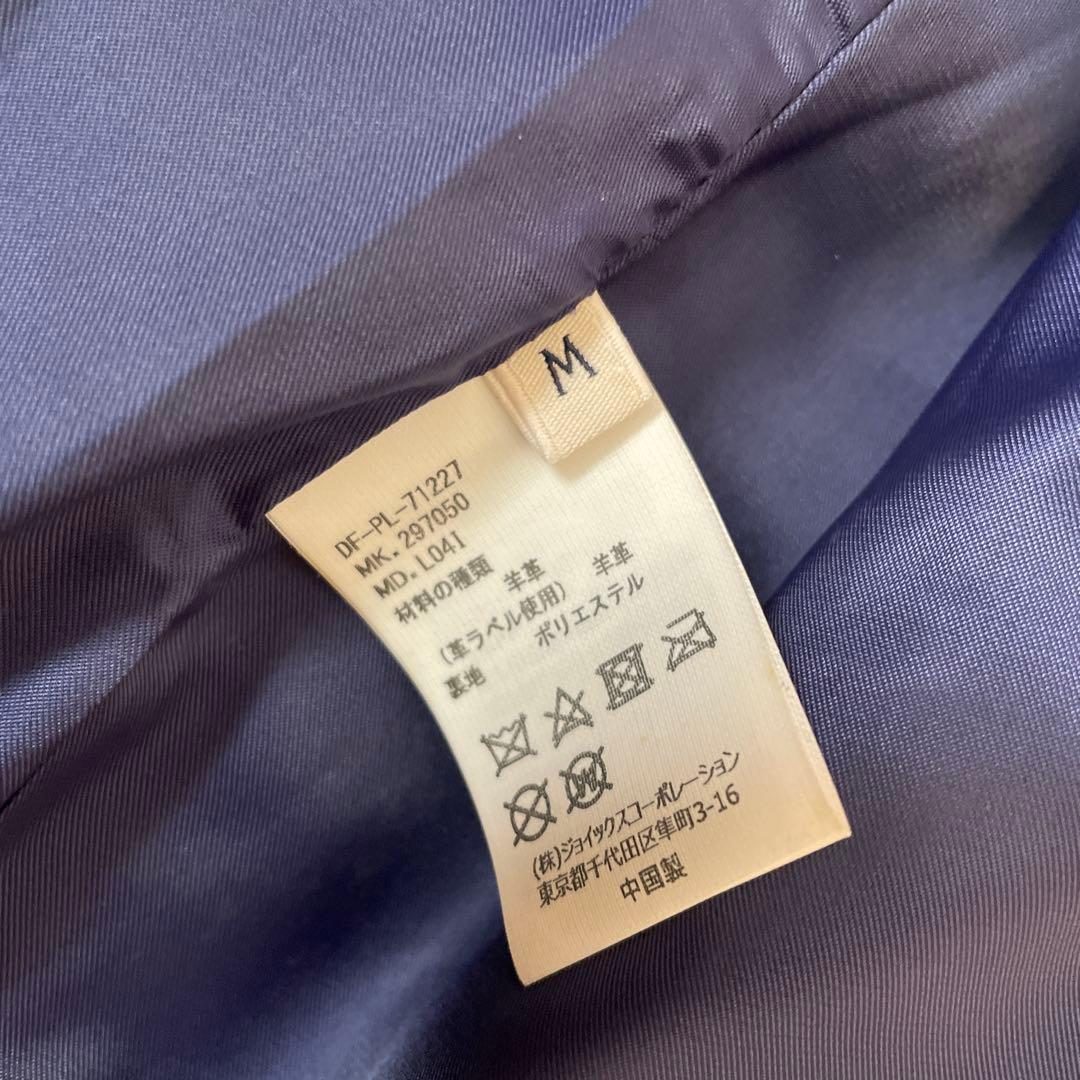 M
DF-PL-71227
MK.297050
MD.L04I
材料の種類 羊革
(革ラベル使用) 羊革
裏地 ポリエステル
(株)ジョイックスコーポレーション
東京都千代田区隼町3-16
中国製